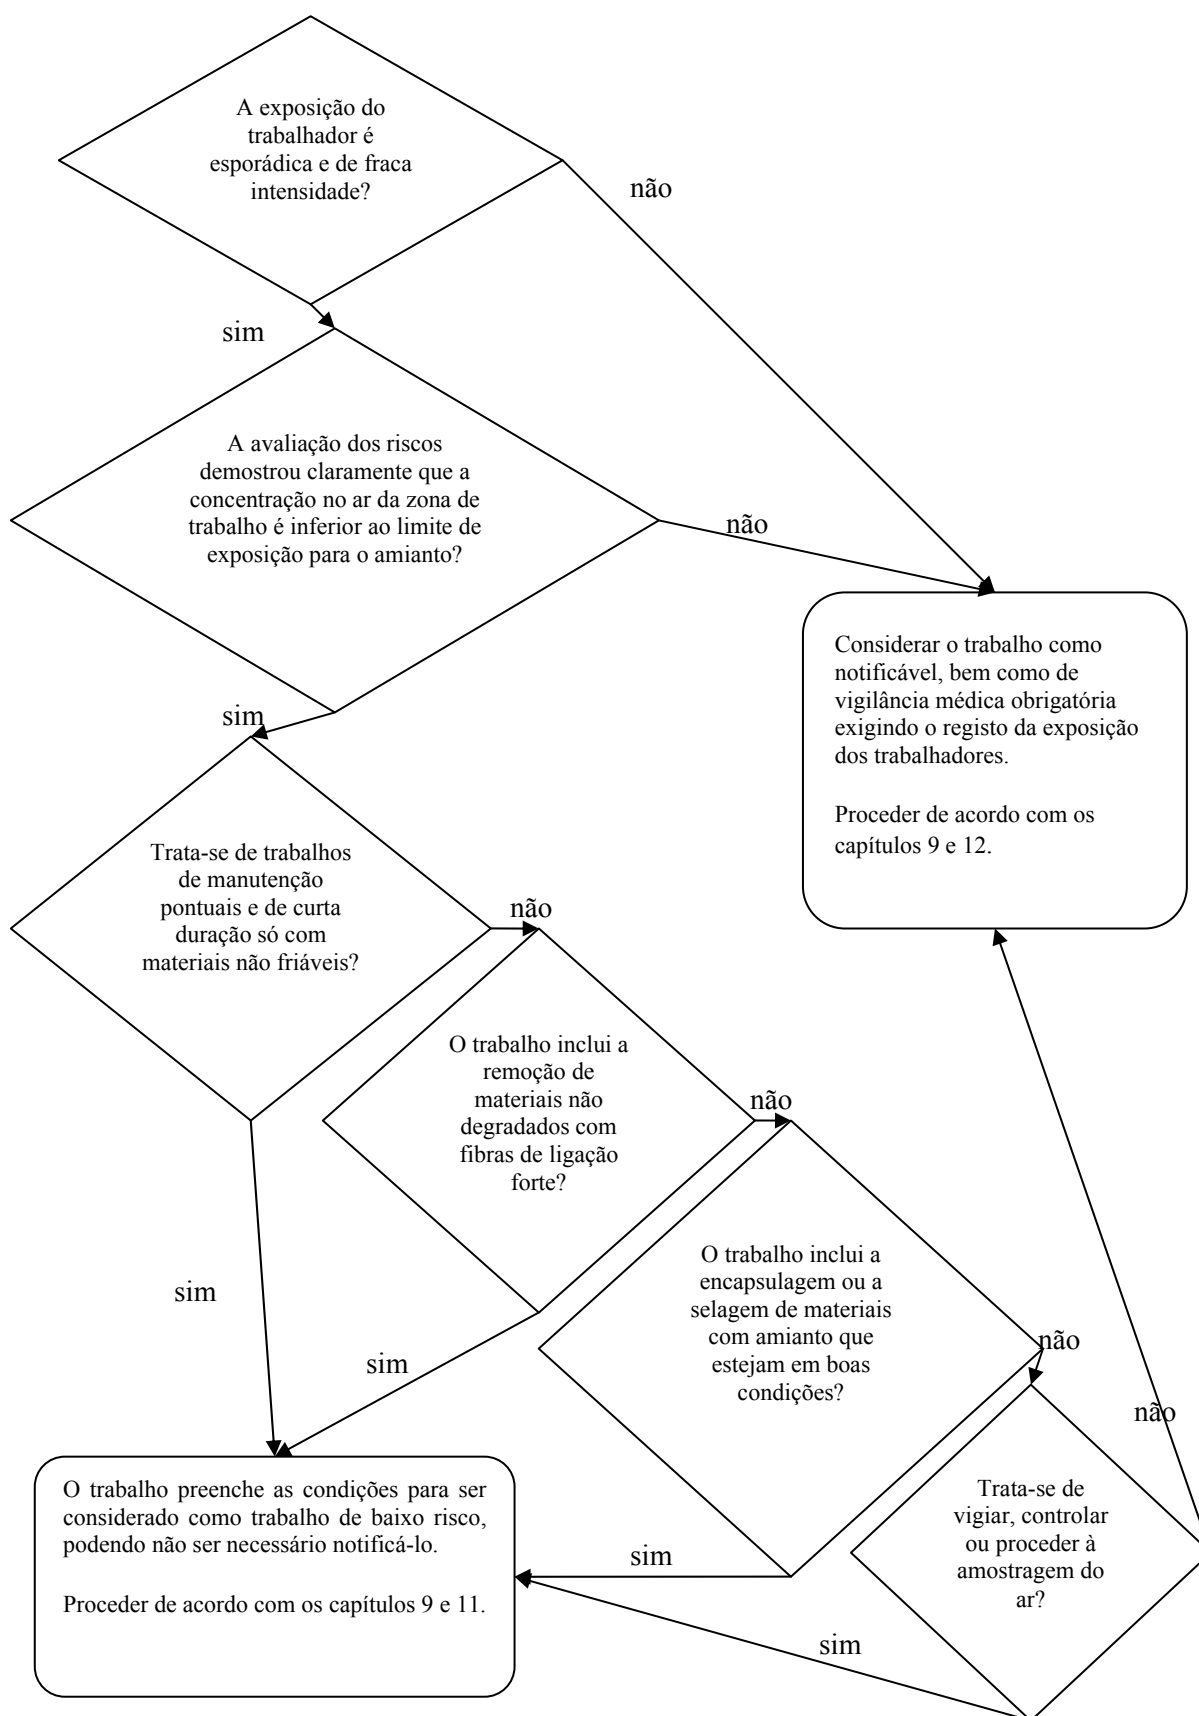 A exposição do
trabalhador é
esporádica e de fraca
intensidade?
não
sim
A avaliação dos riscos
demostrou claramente que a
concentração no ar da zona de
trabalho é inferior ao limite de
exposição para o amianto?
não
sim
Considerar o trabalho como
notificável, bem como de
vigilância médica obrigatória
exigindo o registo da exposição
dos trabalhadores.
Proceder de acordo com os
capítulos 9 e 12.
Trata-se de trabalhos
de manutenção
pontuais e de curta
duração só com
materiais não friáveis?
não
sim
O trabalho inclui a
remoção de
materiais não
degradados com
fibras de ligação
forte?
não
sim
O trabalho inclui a
encapsulagem ou a
selagem de materiais
com amianto que
estejam em boas
condições?
não
sim
Trata-se de
vigiar, controlar
ou proceder à
amostragem do
ar?
não
sim
O trabalho preenche as condições para ser
considerado como trabalho de baixo risco,
podendo não ser necessário notificá-lo.
Proceder de acordo com os capítulos 9 e 11.